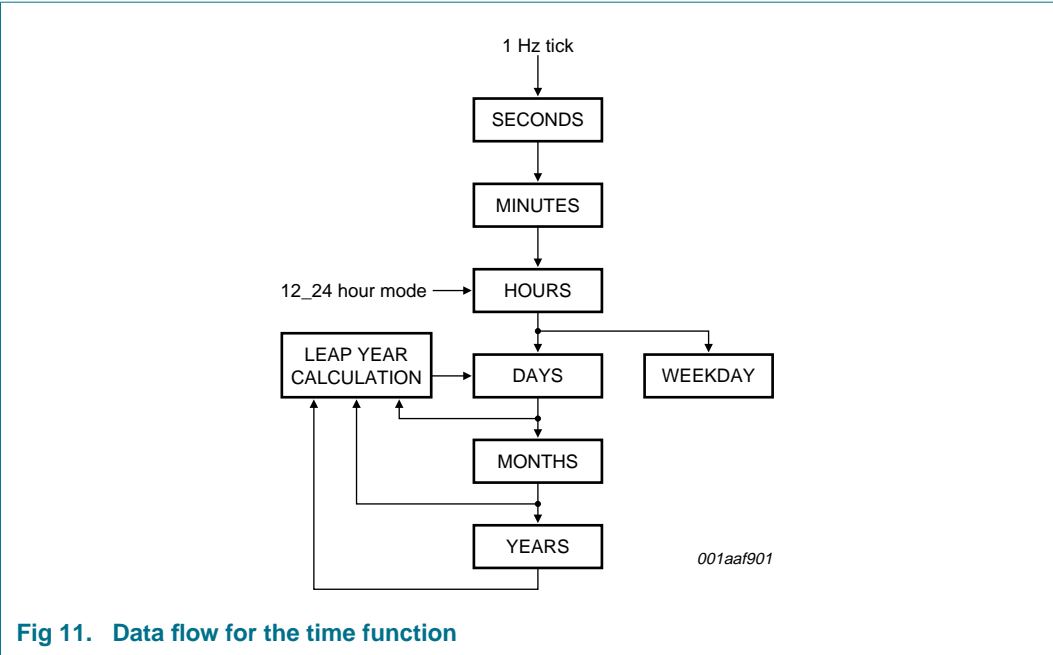 1 Hz tick
SECONDS
MINUTES
12_24 hour mode
HOURS
LEAP YEAR
CALCULATION
DAYS
WEEKDAY
MONTHS
YEARS
001aaf901
Fig 11. Data flow for the time function